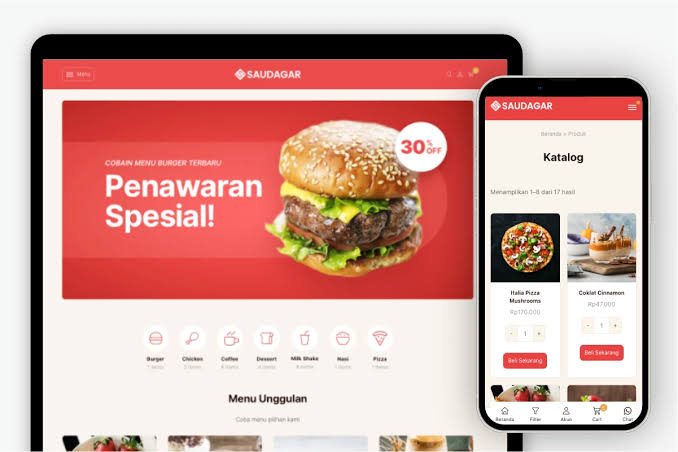 Menu
SAUDAGAR
COBAIN MENU BURGER TERBARU
Penawaran
Spesial!
30%
OFF
Burger
Chicken
Coffee
Dessert
Milk Shake
Nasi
Pizza
Menu Unggulan
Coba menu pilihan kami
SAUDAGAR
Beranda » Produk
Katalog
Menampilkan 1–8 dari 17 hasil
Italia Pizza
Mushrooms
Rp170.000
- 1 +
Beli Sekarang
Coklat Cinnamon
Rp47.000
- 1 +
Beli Sekarang
Beranda
Filter
Akun
Cart
Chat